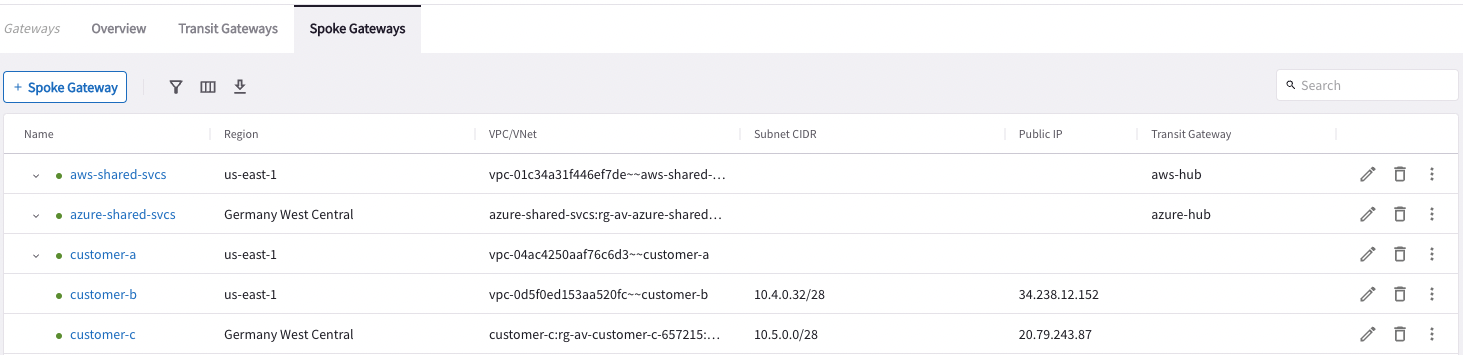 Gateways Overview Transit Gateways Spoke Gateways
+ Spoke Gateway Search
Name Region VPC/VNet Subnet CIDR Public IP Transit Gateway
aws-shared-svcs us-east-1 vpc-01c34a31f446ef7de~~aws-shared-... aws-hub
azure-shared-svcs Germany West Central azure-shared-svcs:rg-av-azure-shared... azure-hub
customer-a us-east-1 vpc-04ac4250aaf76c6d3~~customer-a
customer-b us-east-1 vpc-0d5f0ed153aa520fc~~customer-b 10.4.0.32/28 34.238.12.152
customer-c Germany West Central customer-c:rg-av-customer-c-657215:... 10.5.0.0/28 20.79.243.87